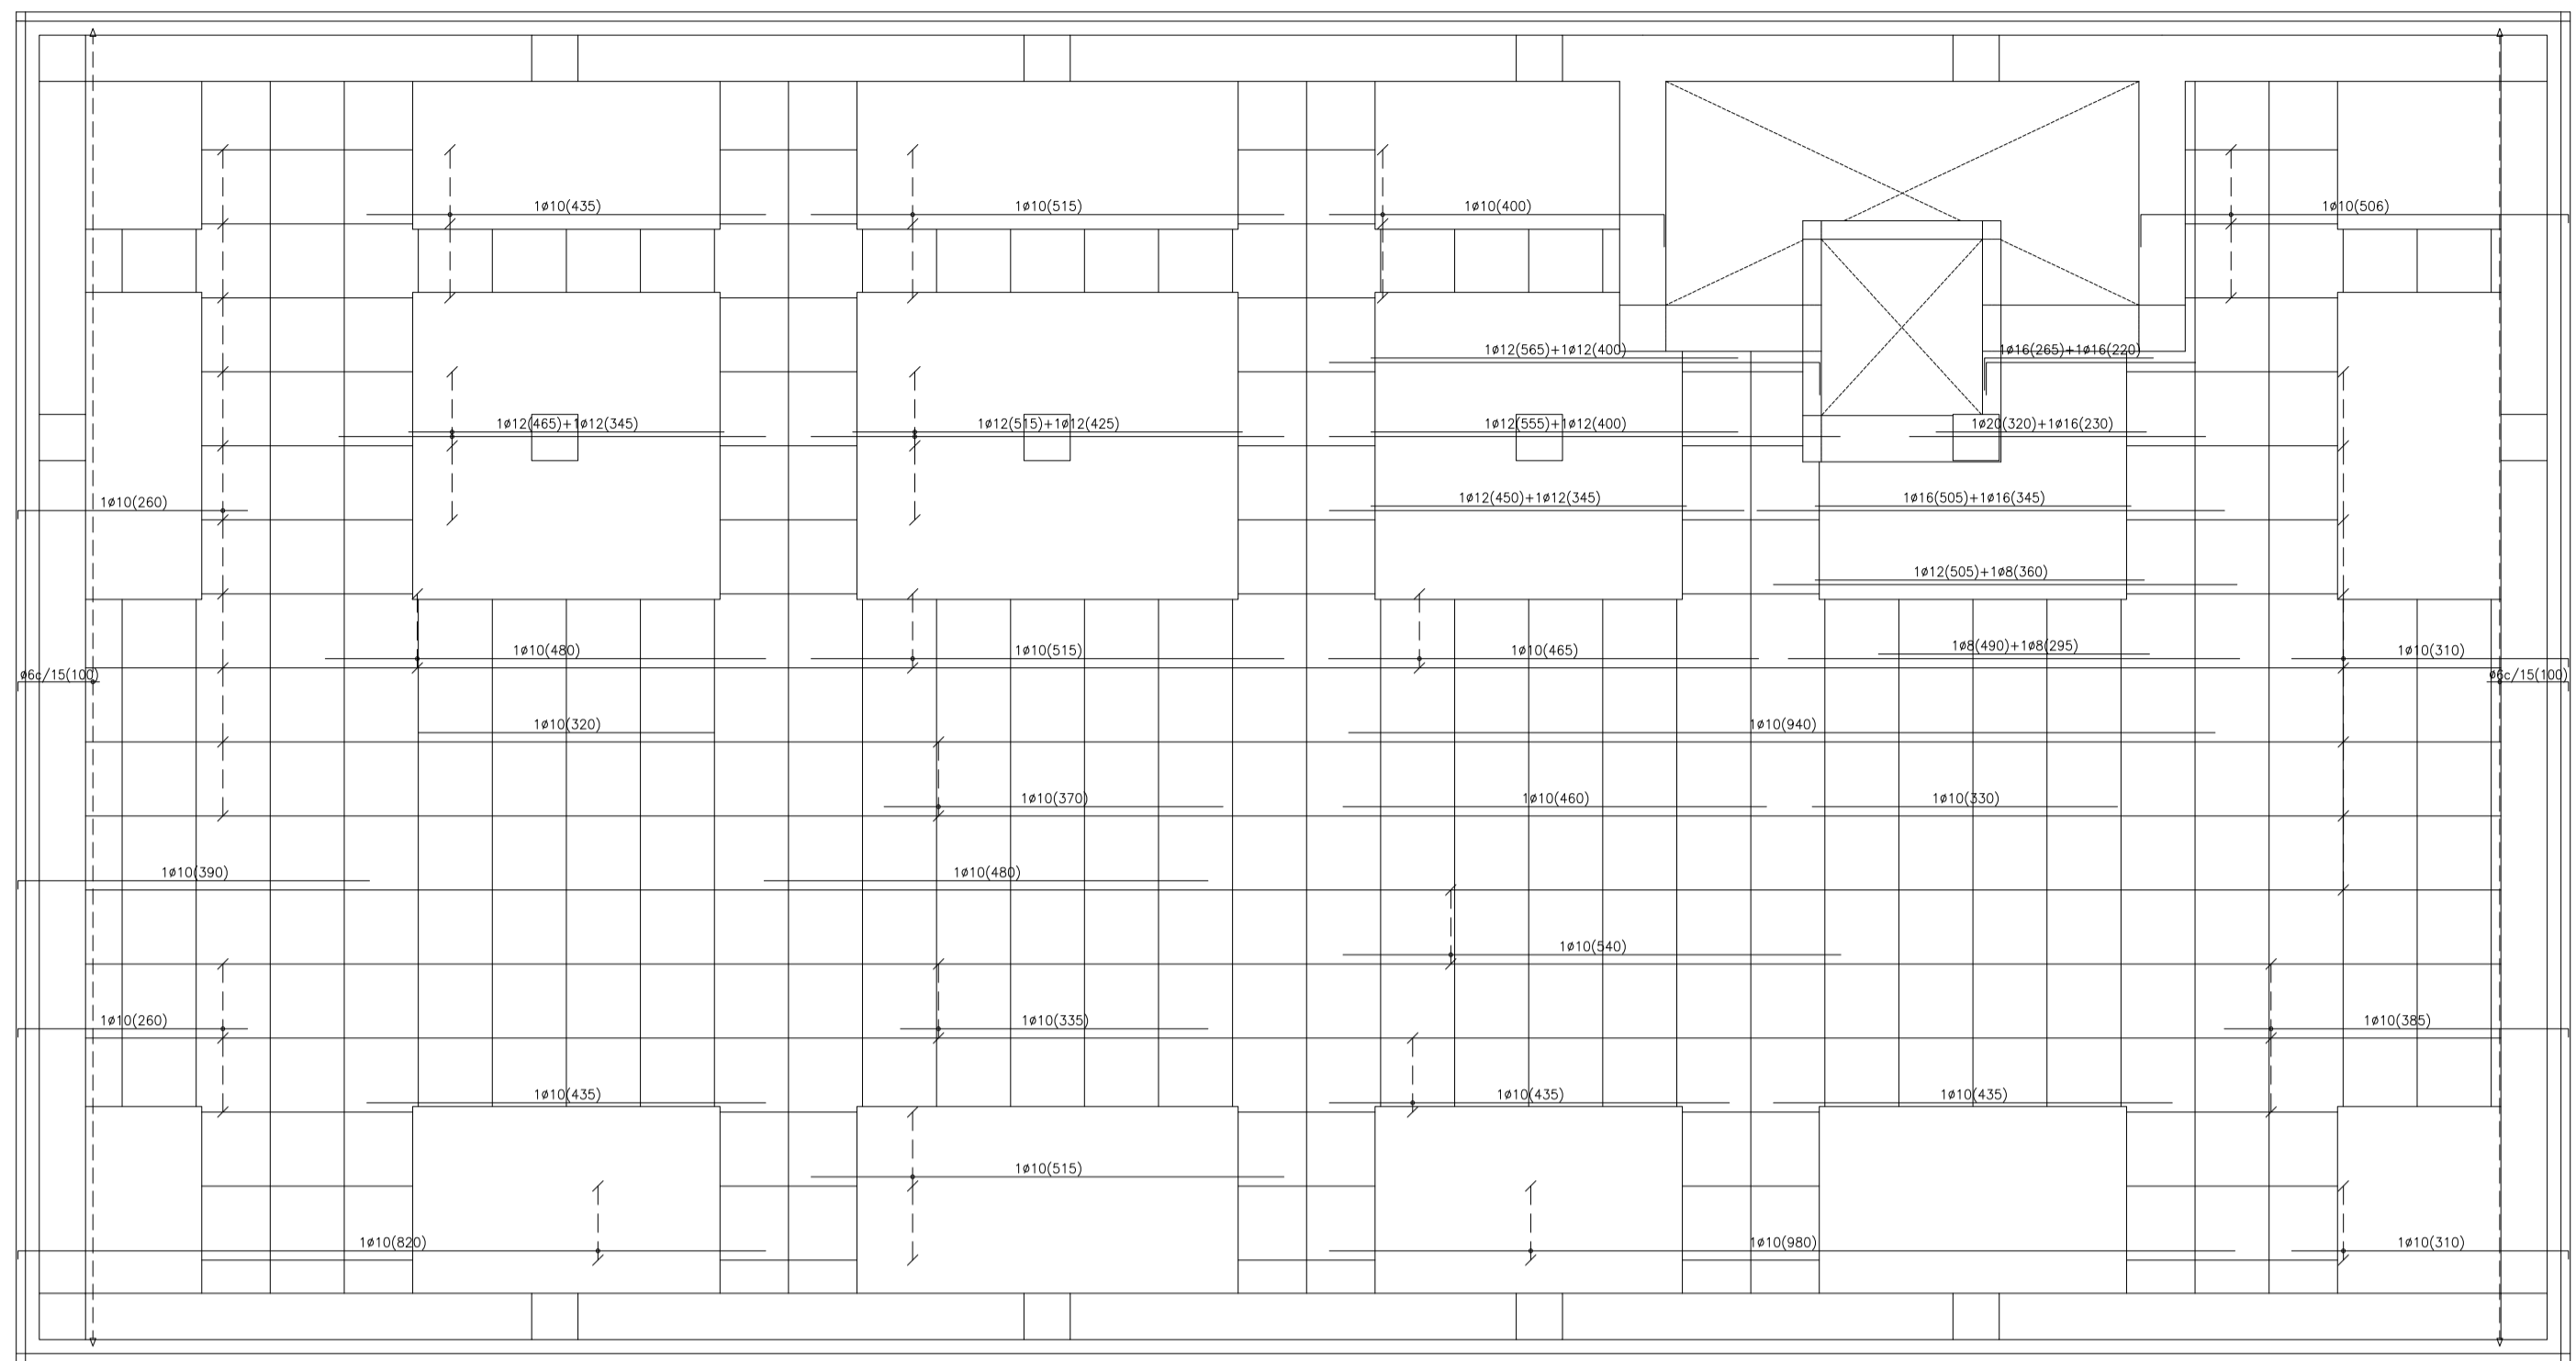 1ø10(435)
1ø10(515)
1ø10(400)
1ø10(506)
1ø12(565)+1ø12(400)
1ø16(265)+1ø16(220)
1ø12(465)+1ø12(345)
1ø12(515)+1ø12(425)
1ø12(555)+1ø12(400)
1ø20(320)+1ø16(230)
1ø10(260)
1ø12(450)+1ø12(345)
1ø16(505)+1ø16(345)
1ø12(505)+1ø8(360)
1ø10(480)
1ø10(515)
1ø10(465)
1ø8(490)+1ø8(295)
1ø10(310)
ø6c/15(100)
ø6c/15(100)
1ø10(320)
1ø10(940)
1ø10(370)
1ø10(460)
1ø10(330)
1ø10(390)
1ø10(480)
1ø10(540)
1ø10(260)
1ø10(335)
1ø10(385)
1ø10(435)
1ø10(435)
1ø10(435)
1ø10(515)
1ø10(820)
1ø10(980)
1ø10(310)